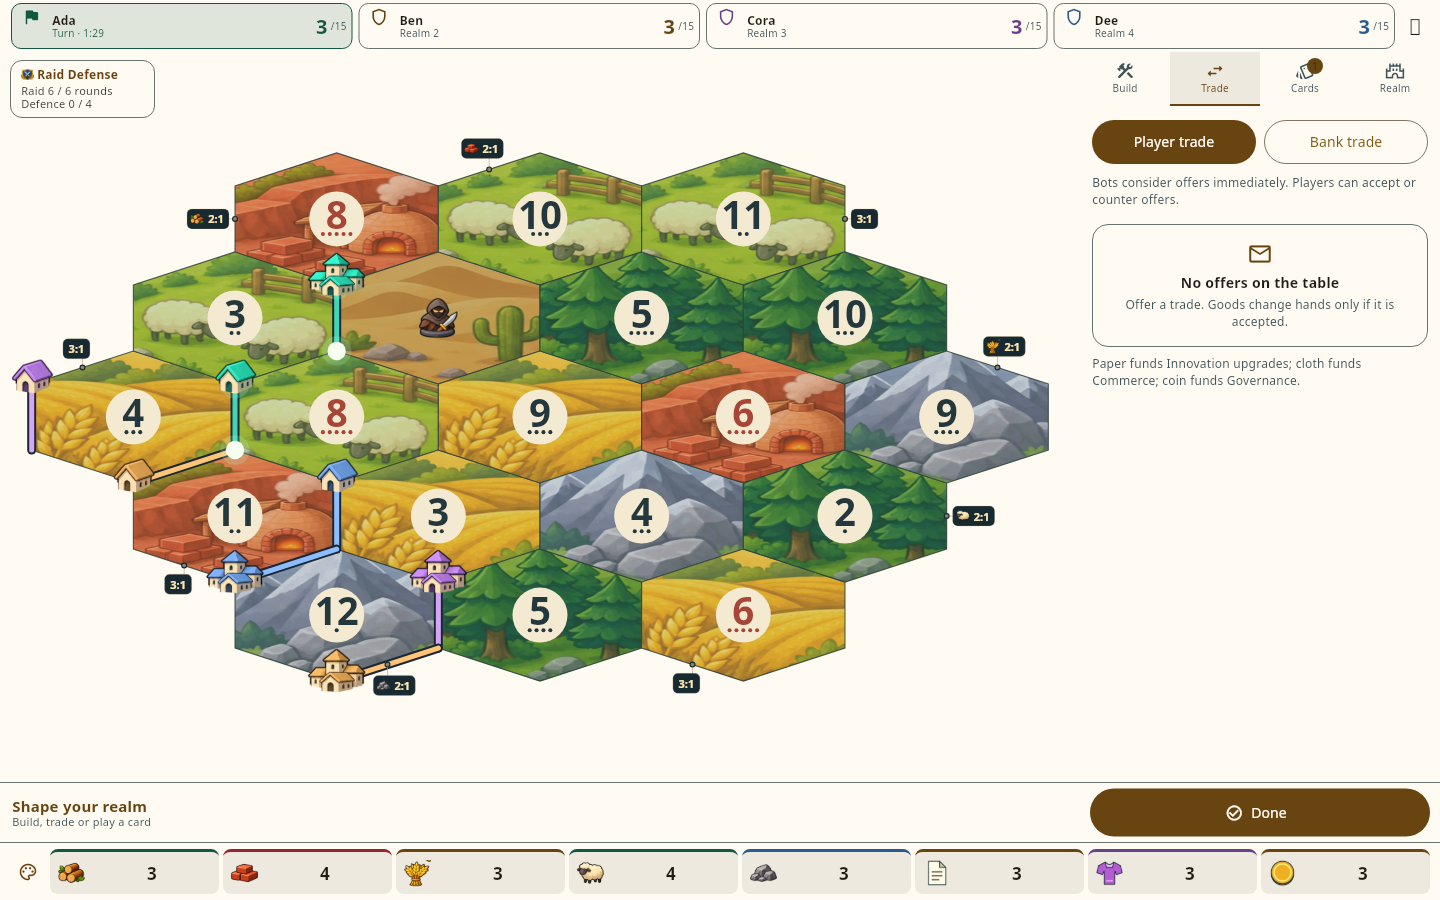 Ada
Turn · 1:29
3 /15
Ben
Realm 2
3 /15
Cora
Realm 3
3 /15
Dee
Realm 4
3 /15
Raid Defense
Raid 6 / 6 rounds
Defence 0 / 4
Build
Trade
Cards
Realm
Player trade
Bank trade
Bots consider offers immediately. Players can accept or
counter offers.
No offers on the table
Offer a trade. Goods change hands only if it is
accepted.
Paper funds Innovation upgrades; cloth funds
Commerce; coin funds Governance.
2:1
2:1
8
10
11
3:1
3
5
10
3:1
2:1
4
8
9
6
9
11
3
4
2
2:1
3:1
12
5
6
2:1
3:1
Shape your realm
Build, trade or play a card
Done
3
4
3
4
3
3
3
3